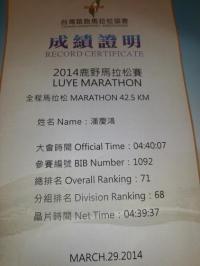 台灣路跑馬拉松協會
成績證明
RECORD CERTIFICATE
2014鹿野馬拉松賽
LUYE MARATHON
全程馬拉松 MARATHON 42.5 KM
姓名 Name：潘慶鴻
大會時間 Official Time：04:40:07
參賽編號 BIB Number：1092
總排名 Overall Ranking：71
分組排名 Division Ranking：68
晶片時間 Net Time：04:39:37
MARCH.29.2014